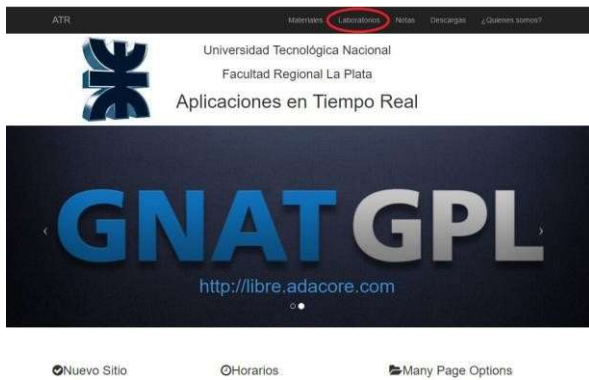 ATR Materiales Laboratorios Notas Descargas ¿Quienes somos?
Universidad Tecnológica Nacional
Facultad Regional La Plata
Aplicaciones en Tiempo Real
GNAT GPL
http://libre.adacore.com
Nuevo Sitio Horarios Many Page Options